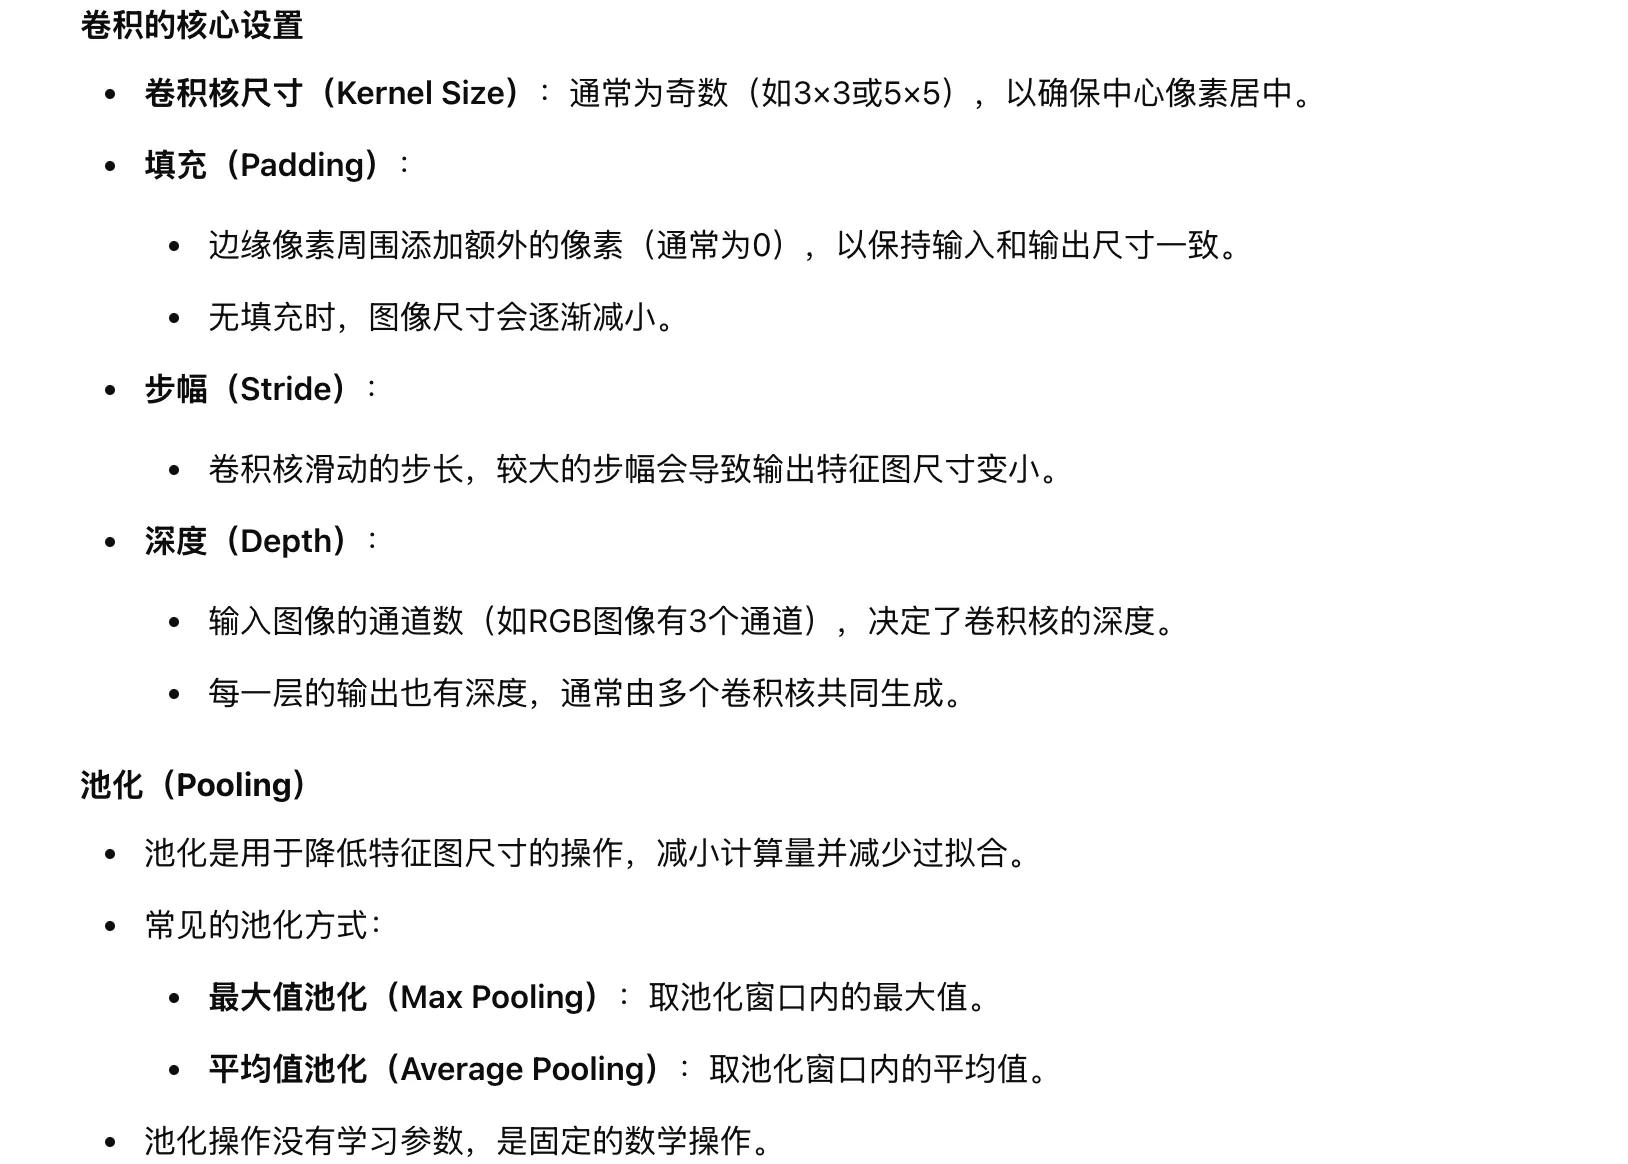 卷积的核心设置
• 卷积核尺寸（Kernel Size）：通常为奇数（如3×3或5×5），以确保中心像素居中。
• 填充（Padding）：
• 边缘像素周围添加额外的像素（通常为0），以保持输入和输出尺寸一致。
• 无填充时，图像尺寸会逐渐减小。
• 步幅（Stride）：
• 卷积核滑动的步长，较大的步幅会导致输出特征图尺寸变小。
• 深度（Depth）：
• 输入图像的通道数（如RGB图像有3个通道），决定了卷积核的深度。
• 每一层的输出也有深度，通常由多个卷积核共同生成。
池化（Pooling）
• 池化是用于降低特征图尺寸的操作，减小计算量并减少过拟合。
• 常见的池化方式：
• 最大值池化（Max Pooling）：取池化窗口内的最大值。
• 平均值池化（Average Pooling）：取池化窗口内的平均值。
• 池化操作没有学习参数，是固定的数学操作。